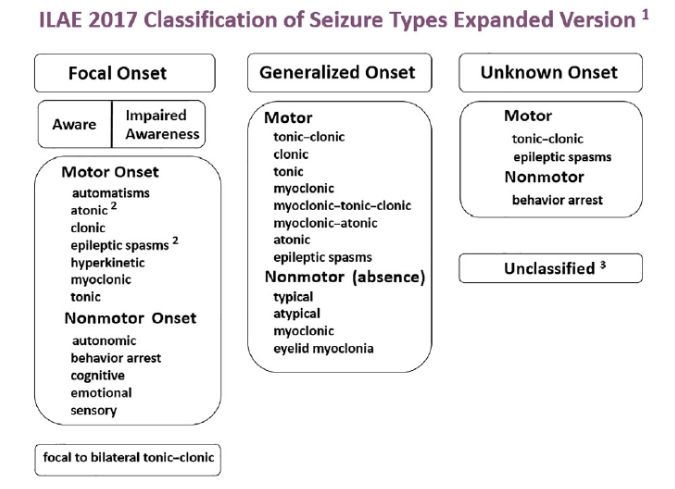 ILAE 2017 Classification of Seizure Types Expanded Version 1
Focal Onset
Aware
Impaired
Awareness
Motor Onset
automatisms
atonic 2
clonic
epileptic spasms 2
hyperkinetic
myoclonic
tonic
Nonmotor Onset
autonomic
behavior arrest
cognitive
emotional
sensory
focal to bilateral tonic–clonic
Generalized Onset
Motor
tonic–clonic
clonic
tonic
myoclonic
myoclonic–tonic–clonic
myoclonic–atonic
atonic
epileptic spasms
Nonmotor (absence)
typical
atypical
myoclonic
eyelid myoclonia
Unknown Onset
Motor
tonic–clonic
epileptic spasms
Nonmotor
behavior arrest
Unclassified 3